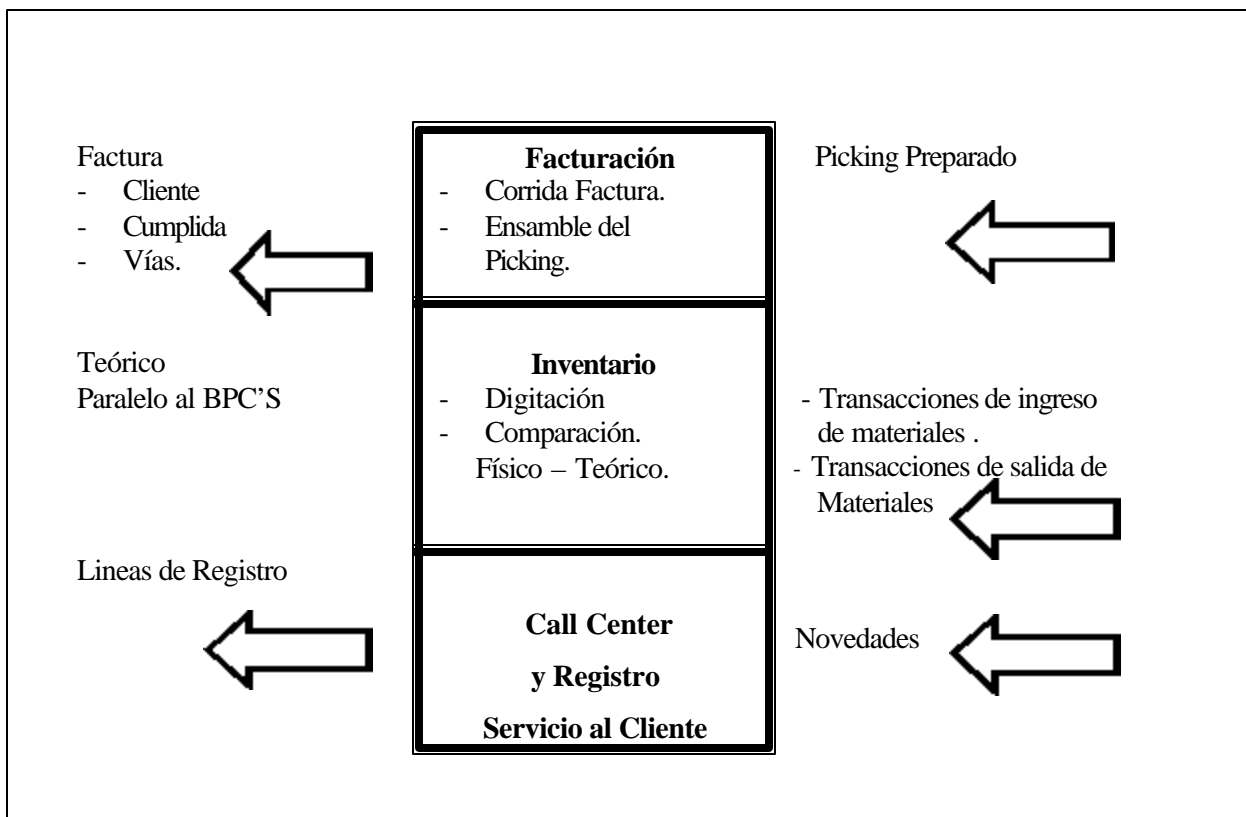 Factura
- Cliente
- Cumplida
- Vías.
Facturación
- Corrida Factura.
- Ensamble del
Picking.
Picking Preparado
Teórico
Paralelo al BPC’S
Inventario
- Digitación
- Comparación.
Físico – Teórico.
- Transacciones de ingreso
de materiales .
- Transacciones de salida de
Materiales
Lineas de Registro
Call Center
y Registro
Servicio al Cliente
Novedades